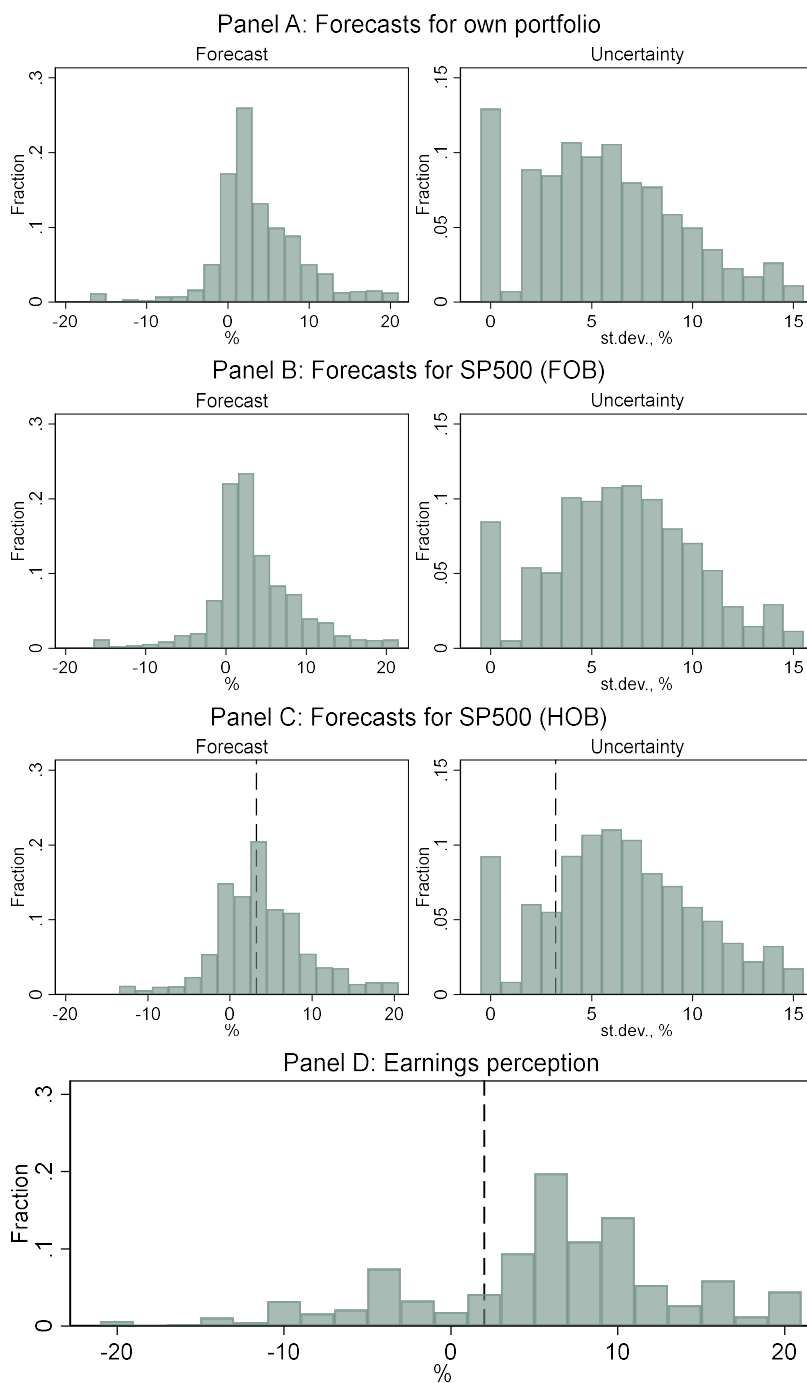 Panel A: Forecasts for own portfolio
Forecast
Uncertainty
Fraction
.3
.2
.1
0
-20 -10 0 10 20
%
Fraction
.15
.1
.05
0
0 5 10 15
st.dev., %
Panel B: Forecasts for SP500 (FOB)
Forecast
Uncertainty
Fraction
.3
.2
.1
0
-20 -10 0 10 20
%
Fraction
.15
.1
.05
0
0 5 10 15
st.dev., %
Panel C: Forecasts for SP500 (HOB)
Forecast
Uncertainty
Fraction
.3
.2
.1
0
-20 -10 0 10 20
%
Fraction
.15
.1
.05
0
0 5 10 15
st.dev., %
Panel D: Earnings perception
Fraction
.3
.2
.1
0
-20 -10 0 10 20
%